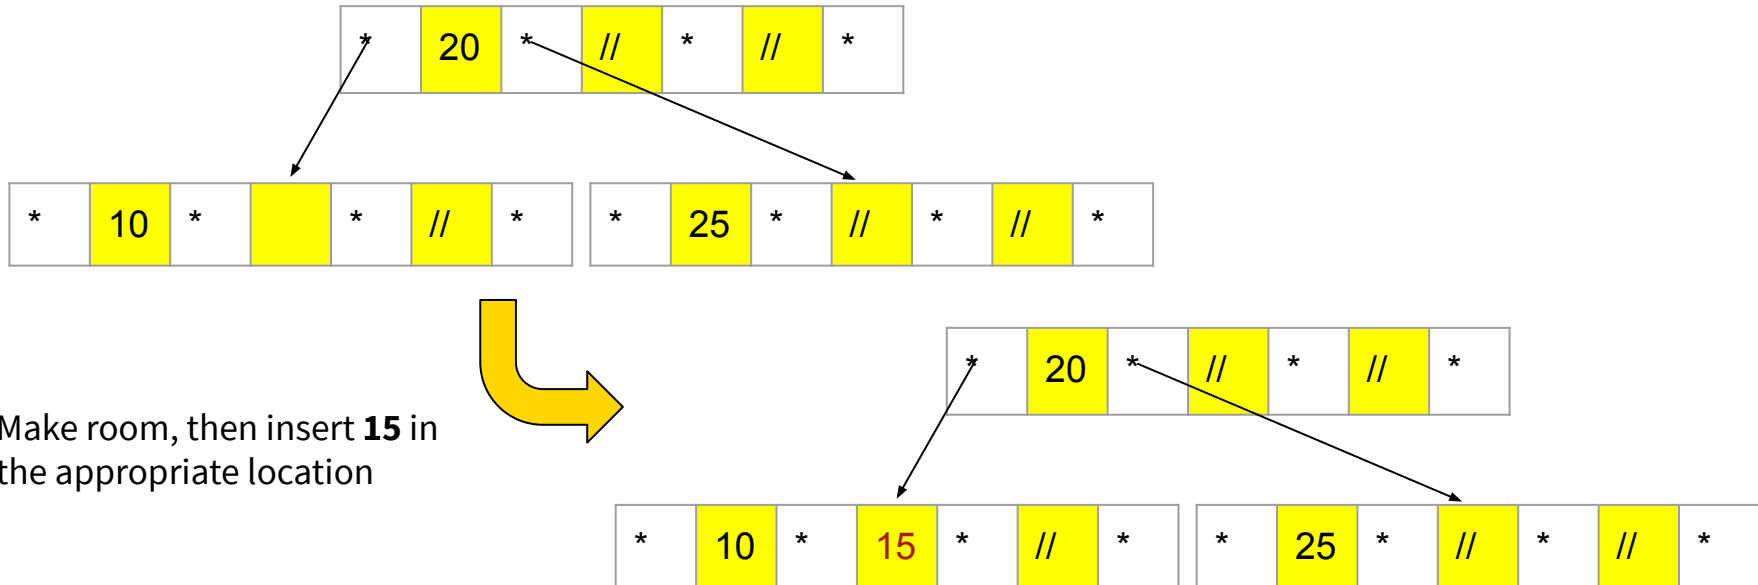 * 20 * // * // *
* 10 * * // * * 25 * // * // *
* 20 * // * // *
Make room, then insert 15 in
the appropriate location
* 10 * 15 * // * * 25 * // * // *